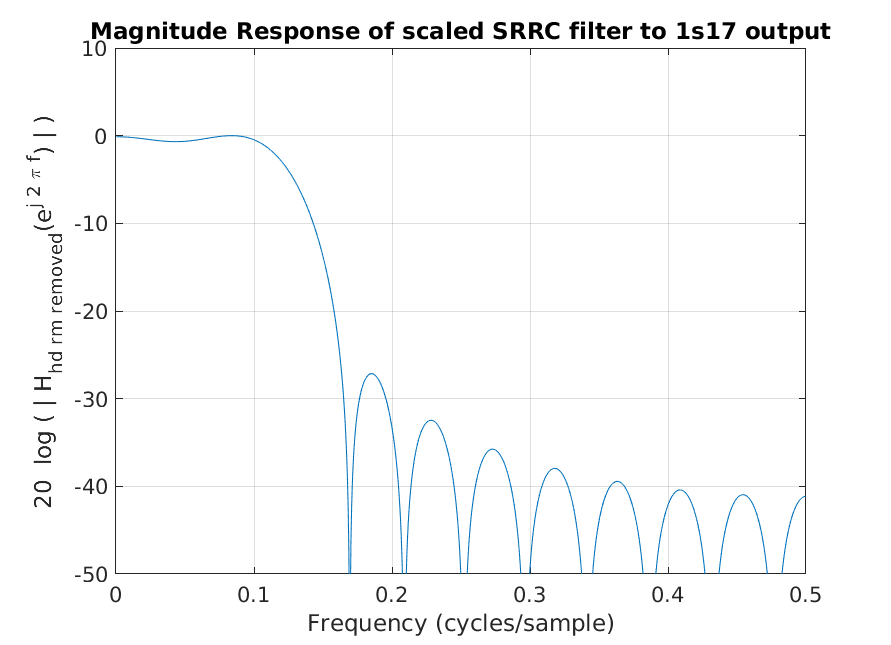 Magnitude Response of scaled SRRC filter to 1s17 output
20 log ( | H_hd rm removed(e^j 2 π f) | )
10
0
-10
-20
-30
-40
-50
0 0.1 0.2 0.3 0.4 0.5
Frequency (cycles/sample)